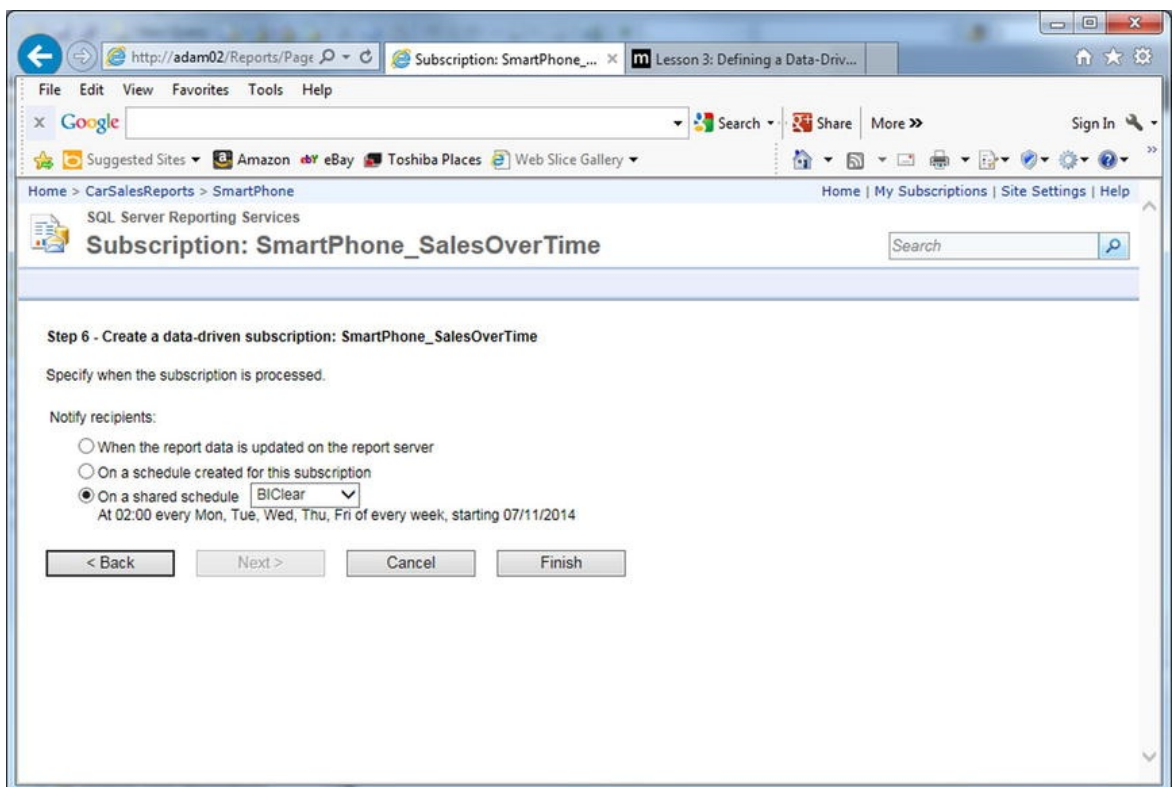 http://adam02/Reports/Page
Subscription: SmartPhone_...
m Lesson 3: Defining a Data-Driv...
File Edit View Favorites Tools Help
x Google Search Share More >> Sign In
Suggested Sites Amazon ebY eBay Toshiba Places Web Slice Gallery
Home > CarSalesReports > SmartPhone
Home | My Subscriptions | Site Settings | Help
SQL Server Reporting Services
Subscription: SmartPhone_SalesOverTime
Search
Step 6 - Create a data-driven subscription: SmartPhone_SalesOverTime
Specify when the subscription is processed.
Notify recipients:
When the report data is updated on the report server
On a schedule created for this subscription
On a shared schedule BIClear
At 02:00 every Mon, Tue, Wed, Thu, Fri of every week, starting 07/11/2014
< Back Next > Cancel Finish